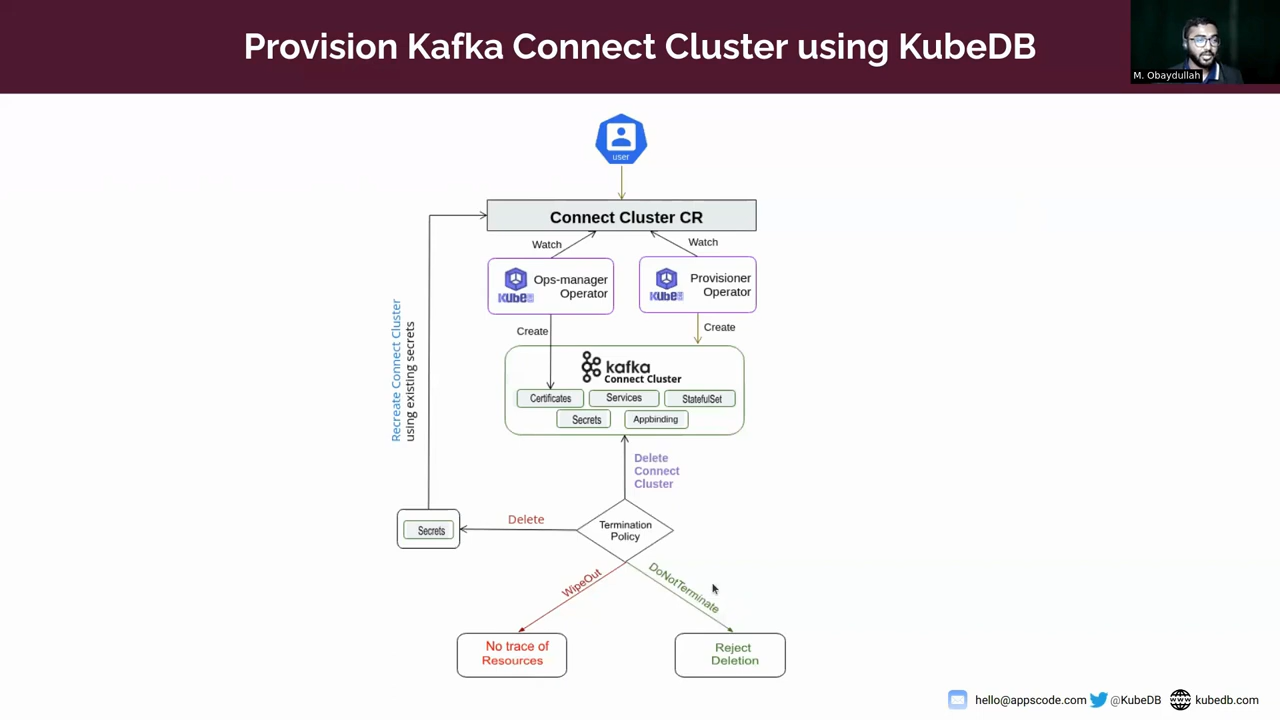 Provision Kafka Connect Cluster using KubeDB
M. Obaydullah
user
Connect Cluster CR
Watch
Watch
Ops-manager
Operator
KubeDB
Provisioner
Operator
KubeDB
Create
Create
kafka
Connect Cluster
Certificates
Services
StatefulSet
Secrets
Appbinding
Recreate Connect Cluster
using existing secrets
Delete
Connect
Cluster
Termination
Policy
Delete
Secrets
WipeOut
DoNotTerminate
No trace of
Resources
Reject
Deletion
hello@appscode.com
@KubeDB
kubedb.com